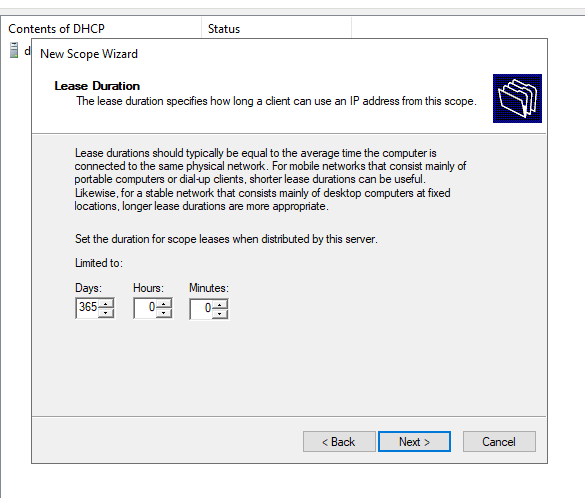 Contents of DHCP Status
d
New Scope Wizard
Lease Duration
The lease duration specifies how long a client can use an IP address from this scope.
Lease durations should typically be equal to the average time the computer is
connected to the same physical network. For mobile networks that consist mainly of
portable computers or dial-up clients, shorter lease durations can be useful.
Likewise, for a stable network that consists mainly of desktop computers at fixed
locations, longer lease durations are more appropriate.
Set the duration for scope leases when distributed by this server.
Limited to:
Days: Hours: Minutes:
365 0 0
< Back Next > Cancel